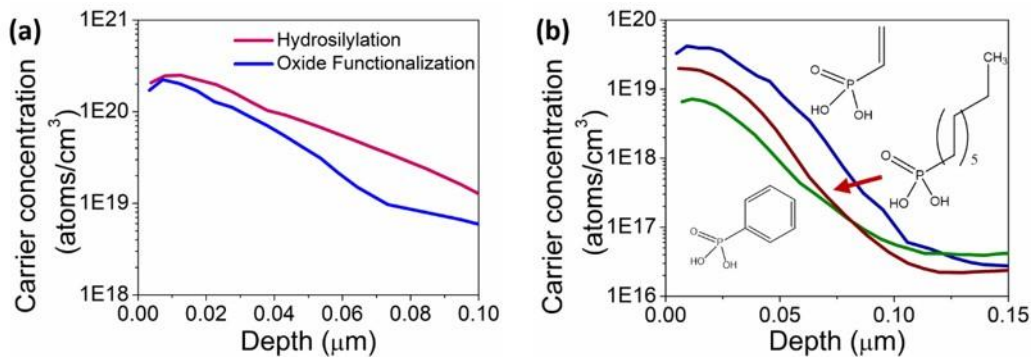 (a)
Carrier concentration
(atoms/cm³)
1E21
1E20
1E19
1E18
Hydrosilylation
Oxide Functionalization
0.00 0.02 0.04 0.06 0.08 0.10
Depth (μm)
(b)
Carrier concentration
(atoms/cm³)
1E20
1E19
1E18
1E17
1E16
O
P
HO
OH
CH₃
5
O
P
HO OH
O
P
HO OH
0.00 0.05 0.10 0.15
Depth (μm)